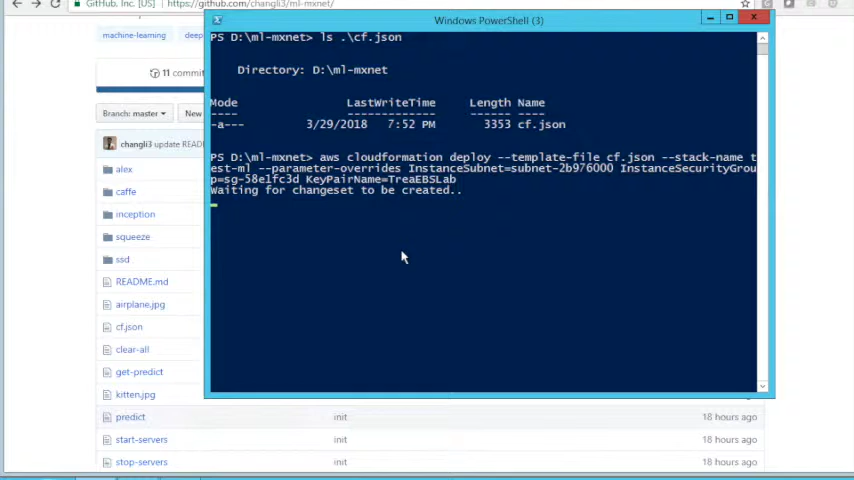 GitHub, Inc. [US]
https://github.com/changli3/ml-mxnet/
machine-learning
Windows PowerShell (3)
PS D:\ml-mxnet> ls .\cf.json
Directory: D:\ml-mxnet
Mode LastWriteTime Length Name
---- ------------- ------ ----
-a--- 3/29/2018 7:52 PM 3353 cf.json
PS D:\ml-mxnet> aws cloudformation deploy --template-file cf.json --stack-name t
est-ml --parameter-overrides InstanceSubnet=subnet-2b976000 InstanceSecurityGrou
p=sg-58e1fc3d KeyPairName=TreaEBSLab
Waiting for changeset to be created..
11
Branch: master
New
changli3 update
alex
caffe
inception
squeeze
ssd
README.md
airplane.jpg
cf.json
clear-all
get-predict
kitten.jpg
predict init 18 hours ago
start-servers init 18 hours ago
stop-servers init 18 hours ago